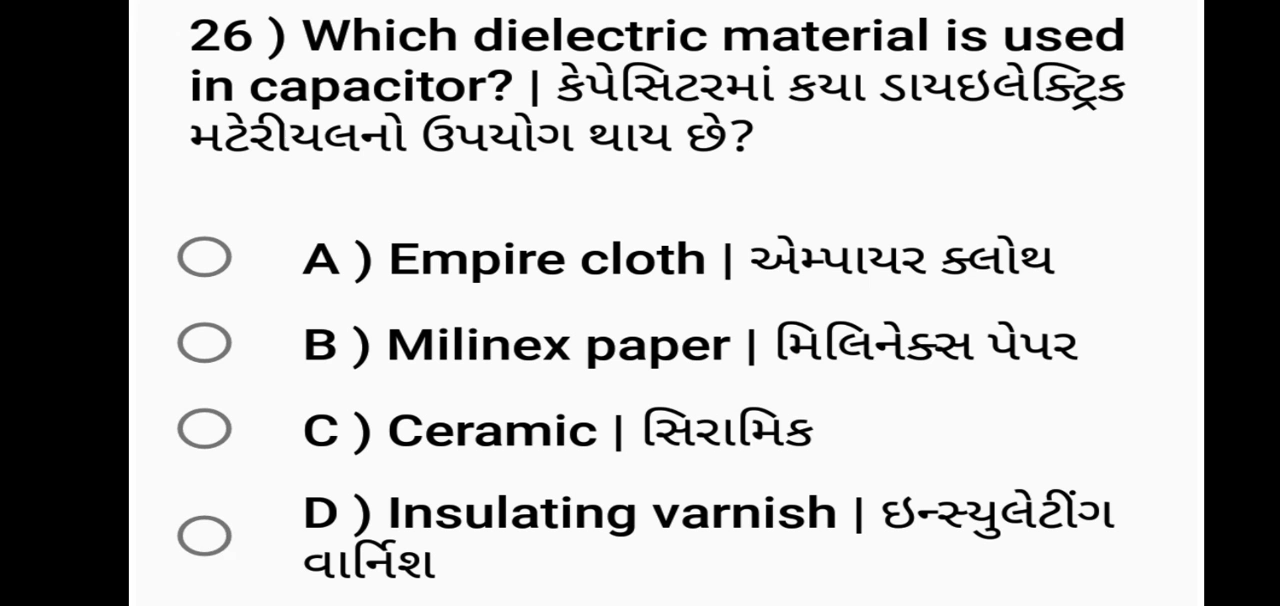 26 ) Which dielectric material is used
in capacitor? | કેપેસિટરમાં કયા ડાયઇલેક્ટ્રિક
મટેરીયલનો ઉપયોગ થાય છે?
A ) Empire cloth | એમ્પાયર ક્લોથ
B ) Milinex paper | મિલિનેક્સ પેપર
C ) Ceramic | સિરામિક
D ) Insulating varnish | ઇન્સ્યુલેટીંગ
વાર્નિશ